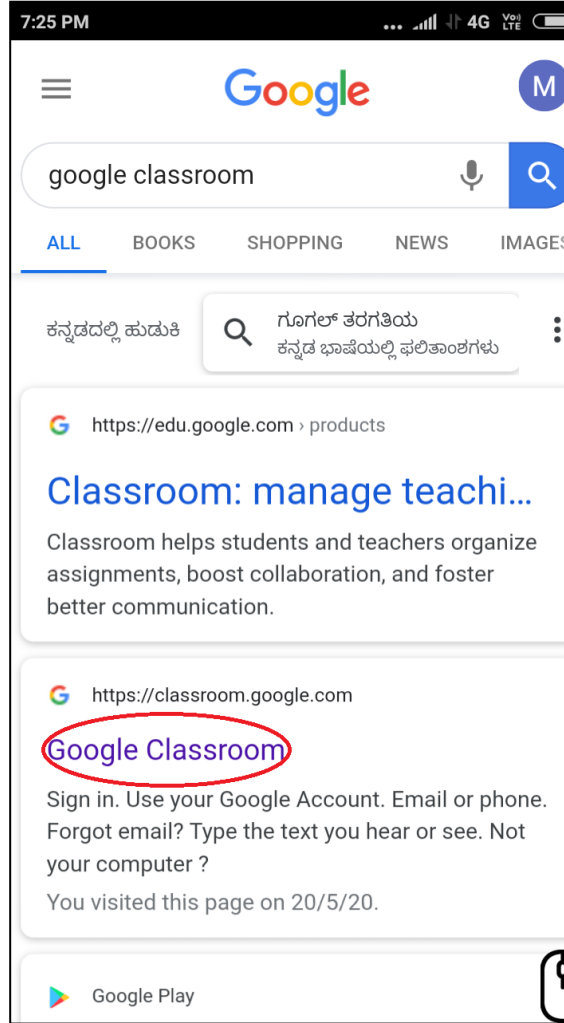 7:25 PM ... 4G Vo)) LTE
Google M
google classroom
ALL BOOKS SHOPPING NEWS IMAGES
ಕನ್ನಡದಲ್ಲಿ ಹುಡುಕಿ
ಗೂಗಲ್ ತರಗತಿಯ
ಕನ್ನಡ ಭಾಷೆಯಲ್ಲಿ ಫಲಿತಾಂಶಗಳು
https://edu.google.com › products
Classroom: manage teachi...
Classroom helps students and teachers organize
assignments, boost collaboration, and foster
better communication.
https://classroom.google.com
Google Classroom
Sign in. Use your Google Account. Email or phone.
Forgot email? Type the text you hear or see. Not
your computer ?
You visited this page on 20/5/20.
Google Play